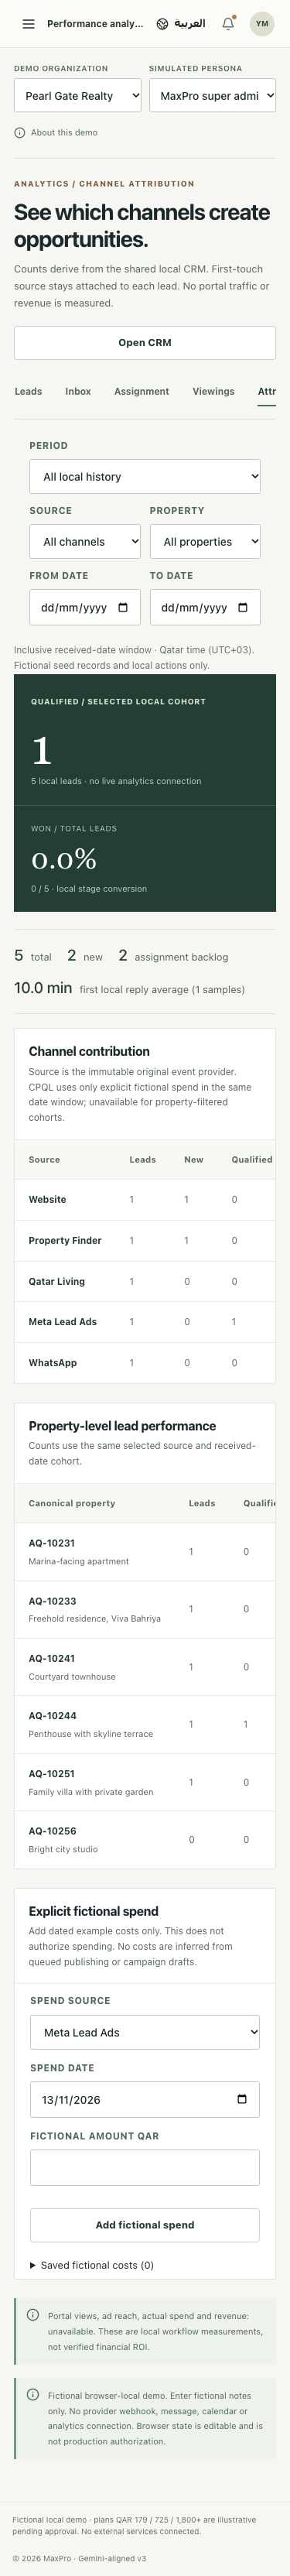 Performance analy...
العربية
YM
DEMO ORGANIZATION
SIMULATED PERSONA
Pearl Gate Realty
MaxPro super admi
About this demo
ANALYTICS / CHANNEL ATTRIBUTION
See which channels create
opportunities.
Counts derive from the shared local CRM. First-touch
source stays attached to each lead. No portal traffic or
revenue is measured.
Open CRM
Leads Inbox Assignment Viewings Attr
PERIOD
All local history
SOURCE PROPERTY
All channels All properties
FROM DATE TO DATE
dd/mm/yyyy dd/mm/yyyy
Inclusive received-date window · Qatar time (UTC+03).
Fictional seed records and local actions only.
QUALIFIED / SELECTED LOCAL COHORT
1
5 local leads · no live analytics connection
WON / TOTAL LEADS
0.0%
0 / 5 · local stage conversion
5 total 2 new 2 assignment backlog
10.0 min first local reply average (1 samples)
Channel contribution
Source is the immutable original event provider.
CPQL uses only explicit fictional spend in the same
date window; unavailable for property-filtered
cohorts.
Source Leads New Qualified
Website 1 1 0
Property Finder 1 1 0
Qatar Living 1 0 0
Meta Lead Ads 1 0 1
WhatsApp 1 0 0
Property-level lead performance
Counts use the same selected source and received-
date cohort.
Canonical property Leads Qualifie
AQ-10231
Marina-facing apartment
1 0
AQ-10233
Freehold residence, Viva Bahriya
1 0
AQ-10241
Courtyard townhouse
1 0
AQ-10244
Penthouse with skyline terrace
1 1
AQ-10251
Family villa with private garden
1 0
AQ-10256
Bright city studio
0 0
Explicit fictional spend
Add dated example costs only. This does not
authorize spending. No costs are inferred from
queued publishing or campaign drafts.
SPEND SOURCE
Meta Lead Ads
SPEND DATE
13/11/2026
FICTIONAL AMOUNT QAR
Add fictional spend
Saved fictional costs (0)
Portal views, ad reach, actual spend and revenue:
unavailable. These are local workflow measurements,
not verified financial ROI.
Fictional browser-local demo. Enter fictional notes
only. No provider webhook, message, calendar or
analytics connection. Browser state is editable and is
not production authorization.
Fictional local demo · plans QAR 179 / 725 / 1,800+ are illustrative
pending approval. No external services connected.
© 2026 MaxPro · Gemini-aligned v3